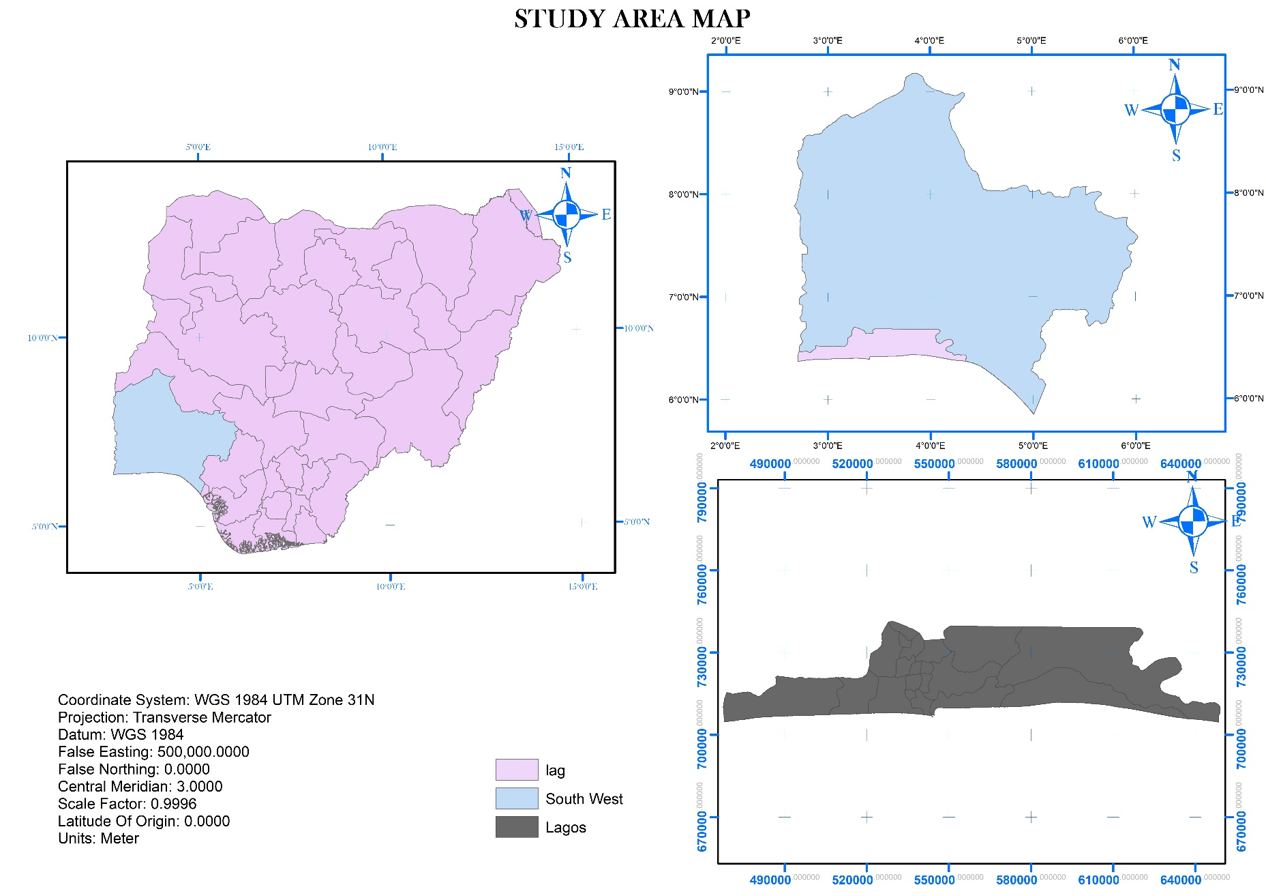 STUDY AREA MAP
5°0'0"E 10°0'0"E 15°0'0"E
N
W E
S
10°0'0"N 10°0'0"N
5°0'0"N 5°0'0"N
5°0'0"E 10°0'0"E 15°0'0"E
2°0'0"E 3°0'0"E 4°0'0"E 5°0'0"E 6°0'0"E
N
W E
S
9°0'0"N 9°0'0"N
8°0'0"N 8°0'0"N
7°0'0"N 7°0'0"N
6°0'0"N 6°0'0"N
2°0'0"E 3°0'0"E 4°0'0"E 5°0'0"E 6°0'0"E
490000.000000 520000.000000 550000.000000 580000.000000 610000.000000 640000.000000
N
W E
S
790000.000000 790000.000000
760000.000000 760000.000000
730000.000000 730000.000000
700000.000000 700000.000000
670000.000000 670000.000000
490000.000000 520000.000000 550000.000000 580000.000000 610000.000000 640000.000000
Coordinate System: WGS 1984 UTM Zone 31N
Projection: Transverse Mercator
Datum: WGS 1984
False Easting: 500,000.0000
False Northing: 0.0000
Central Meridian: 3.0000
Scale Factor: 0.9996
Latitude Of Origin: 0.0000
Units: Meter
lag
South West
Lagos